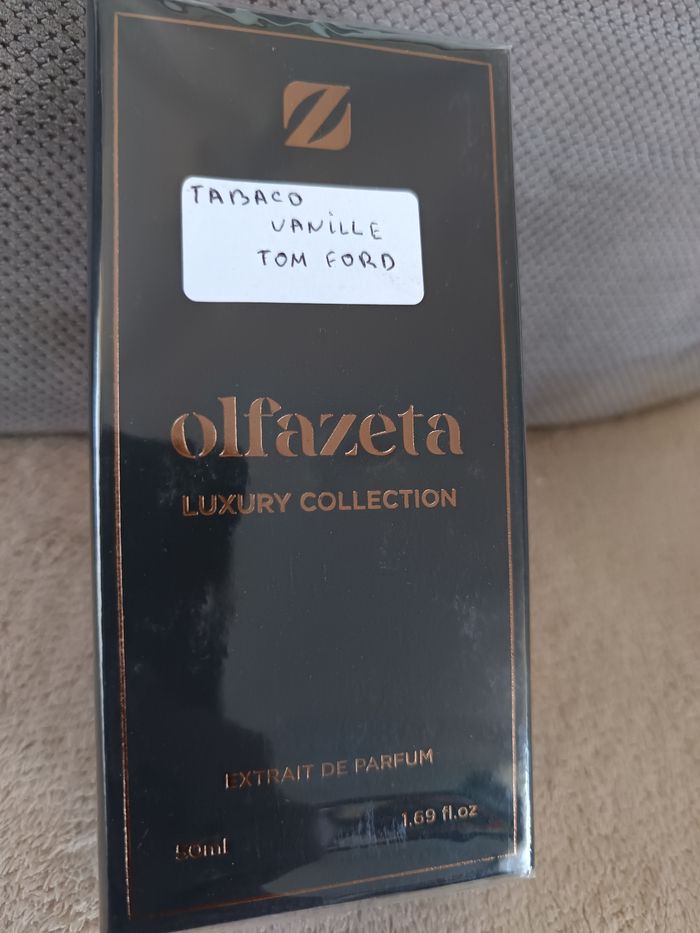 TABACO
VANILLE
TOM FORD
olfazeta
LUXURY COLLECTION
EXTRAIT DE PARFUM
1.69 fl.oz
50ml